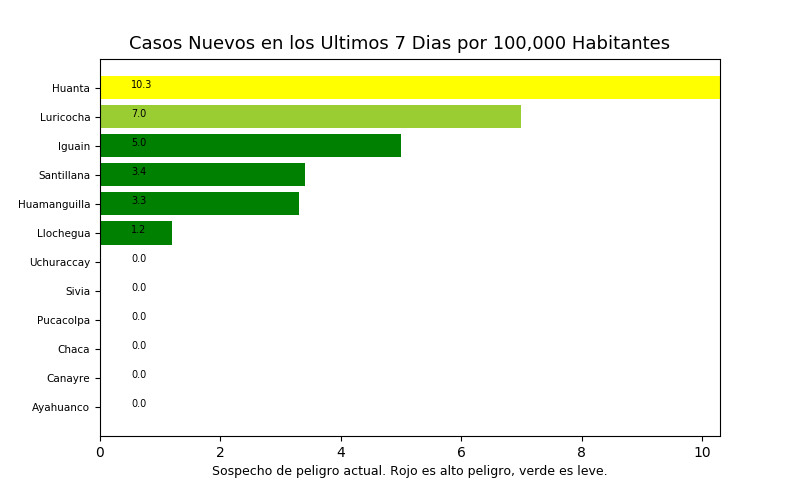 Casos Nuevos en los Ultimos 7 Dias por 100,000 Habitantes
Huanta 10.3
Luricocha 7.0
Iguain 5.0
Santillana 3.4
Huamanguilla 3.3
Llochegua 1.2
Uchuraccay 0.0
Sivia 0.0
Pucacolpa 0.0
Chaca 0.0
Canayre 0.0
Ayahuanco 0.0
0 2 4 6 8 10
Sospecho de peligro actual. Rojo es alto peligro, verde es leve.